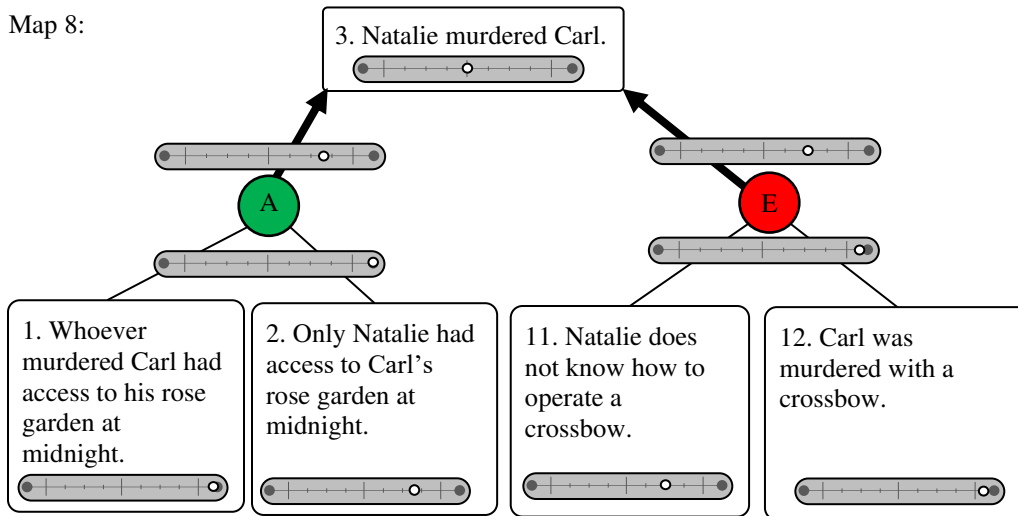 Map 8:
3. Natalie murdered Carl.
A
E
1. Whoever
murdered Carl had
access to his rose
garden at
midnight.
2. Only Natalie had
access to Carl's
rose garden at
midnight.
11. Natalie does
not know how to
operate a
crossbow.
12. Carl was
murdered with a
crossbow.